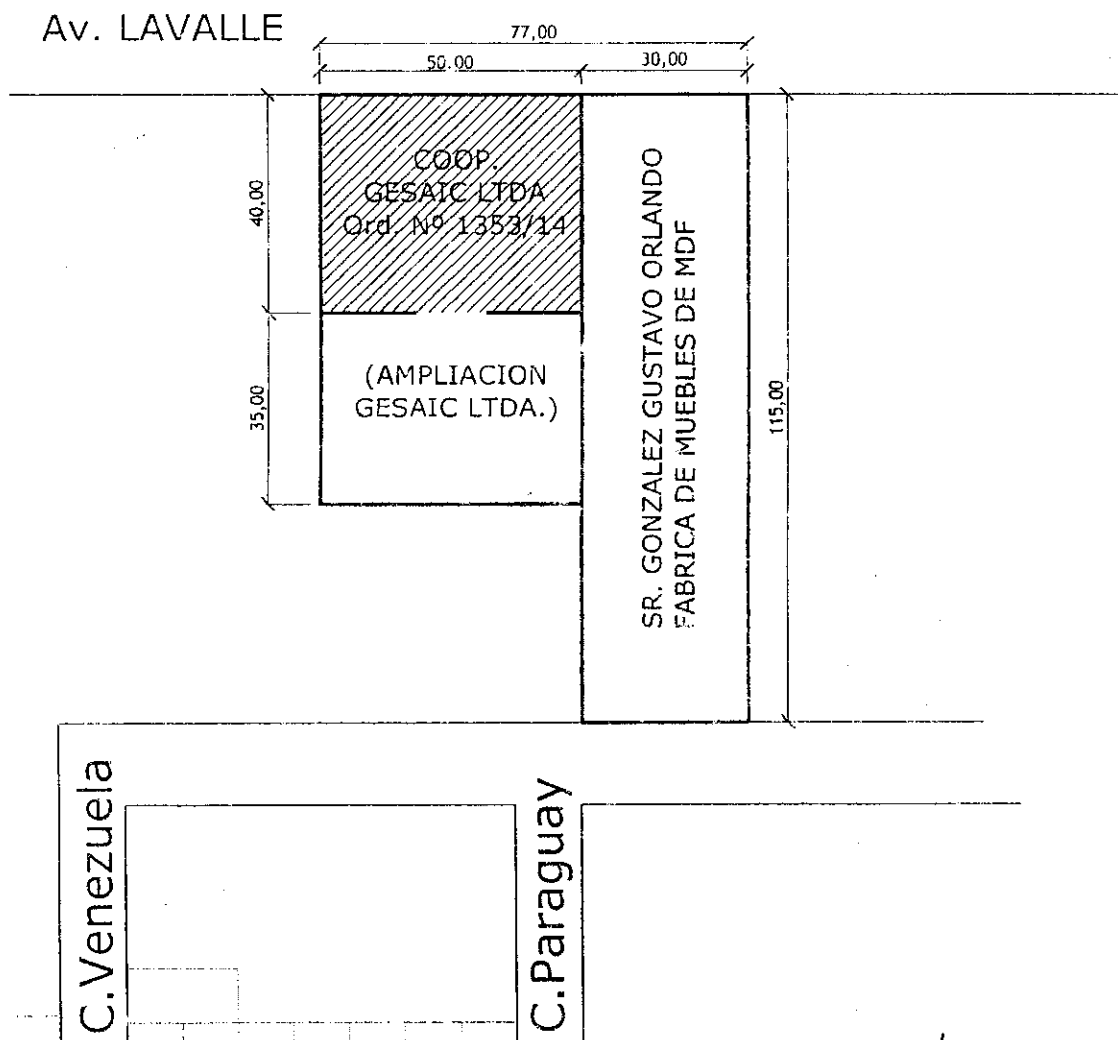 Av. LAVALLE
77,00
50,00
30,00
40,00
COOP.
GESAIC LTDA
Ord. Nº 1353/14
35,00
(AMPLIACION
GESAIC LTDA.)
SR. GONZALEZ GUSTAVO ORLANDO
FABRICA DE MUEBLES DE MDF
115,00
C.Venezuela
C.Paraguay